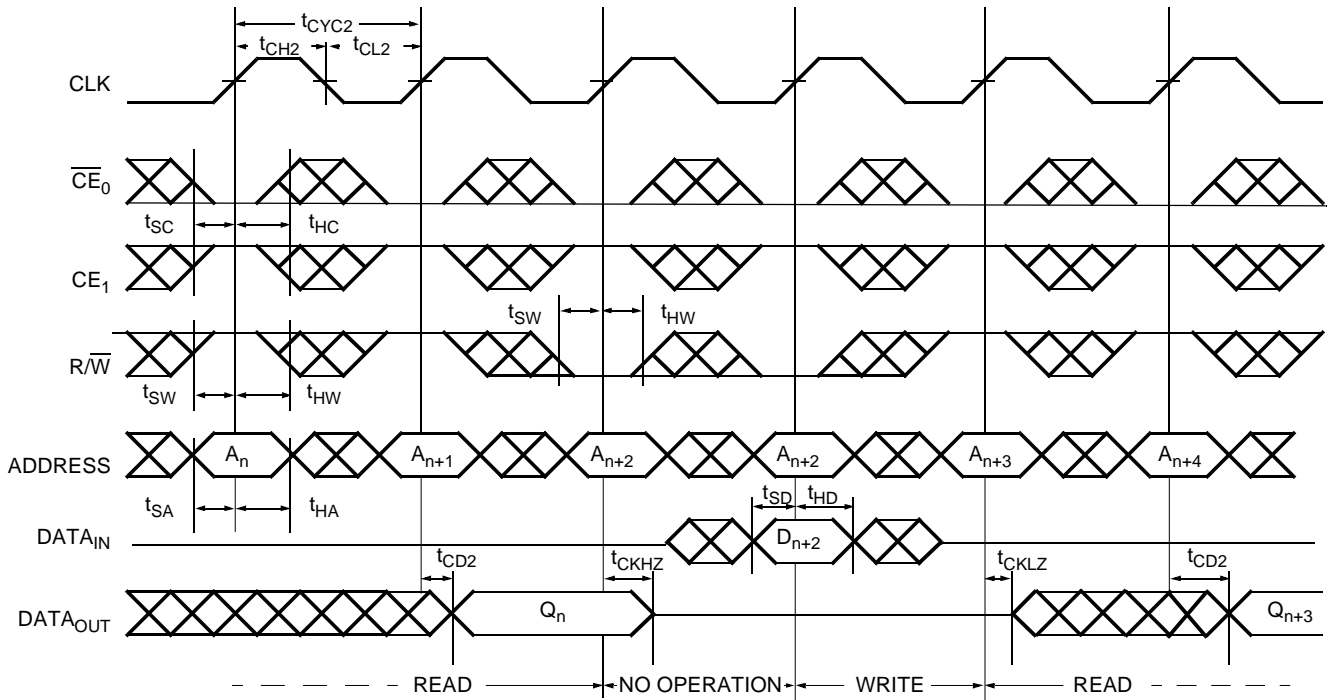 tCYC2
tCH2 tCL2
CLK
CE0
tSC tHC
CE1
tSW tHW
R/W
tSW tHW
ADDRESS An An+1 An+2 An+2 An+3 An+4
tSA tHA tSD tHD
DATAIN Dn+2
tCD2 tCKHZ tCKLZ tCD2
DATAOUT Qn Qn+3
READ NO OPERATION WRITE READ